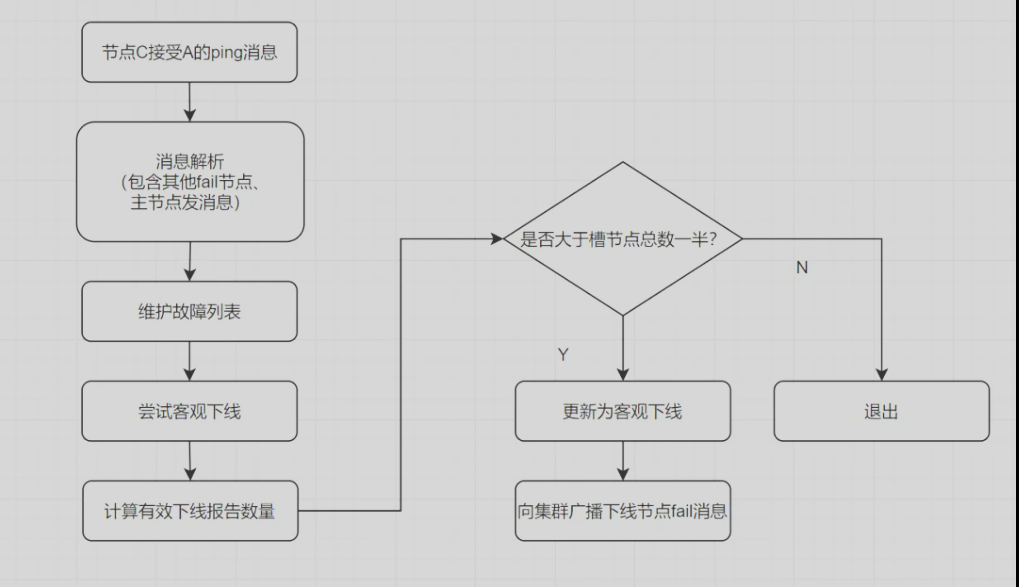 节点C接受A的ping消息
消息解析
(包含其他fail节点、
主节点发消息)
维护故障列表
尝试客观下线
计算有效下线报告数量
是否大于槽节点总数一半?
N
Y
更新为客观下线
退出
向集群广播下线节点fail消息